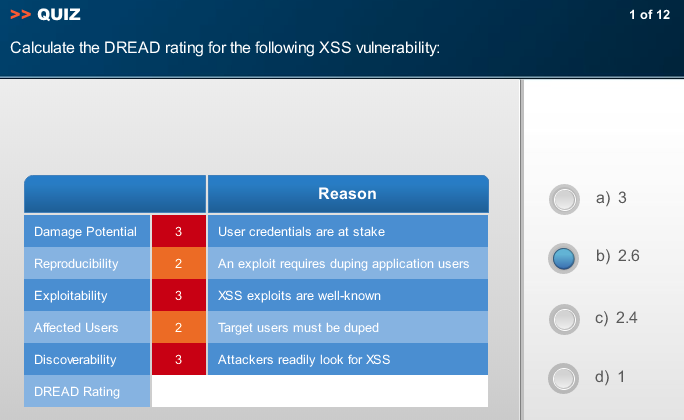 >> QUIZ
1 of 12
Calculate the DREAD rating for the following XSS vulnerability:
Reason
Damage Potential 3 User credentials are at stake
Reproducibility 2 An exploit requires duping application users
Exploitability 3 XSS exploits are well-known
Affected Users 2 Target users must be duped
Discoverability 3 Attackers readily look for XSS
DREAD Rating
a) 3
b) 2.6
c) 2.4
d) 1